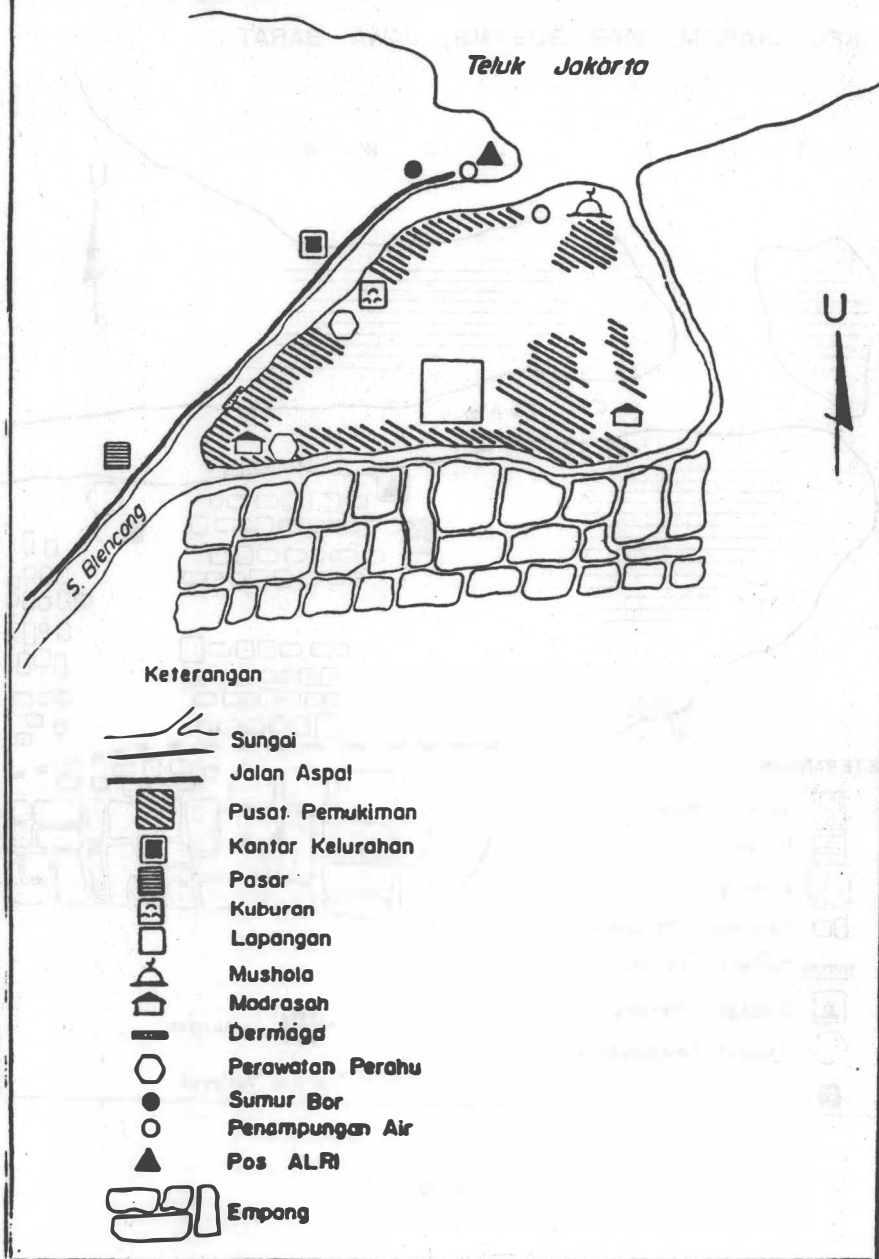 Teluk Jakarta
U
S. Blencong
Keterangan
Sungai
Jalan Aspal
Pusat Pemukiman
Kantor Kelurahan
Pasar
Kuburan
Lapangan
Mushola
Madrasah
Dermaga
Perawatan Perahu
Sumur Bor
Penampungan Air
Pos ALRI
Empang